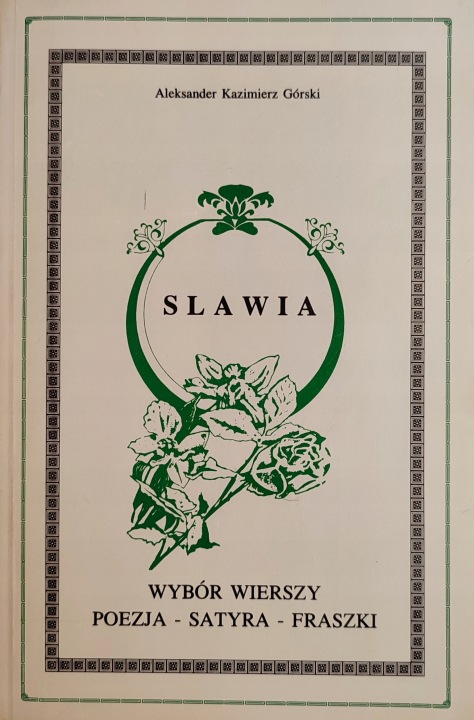 Aleksander Kazimierz Górski
SLAWIA
WYBÓR WIERSZY
POEZJA - SATYRA - FRASZKI